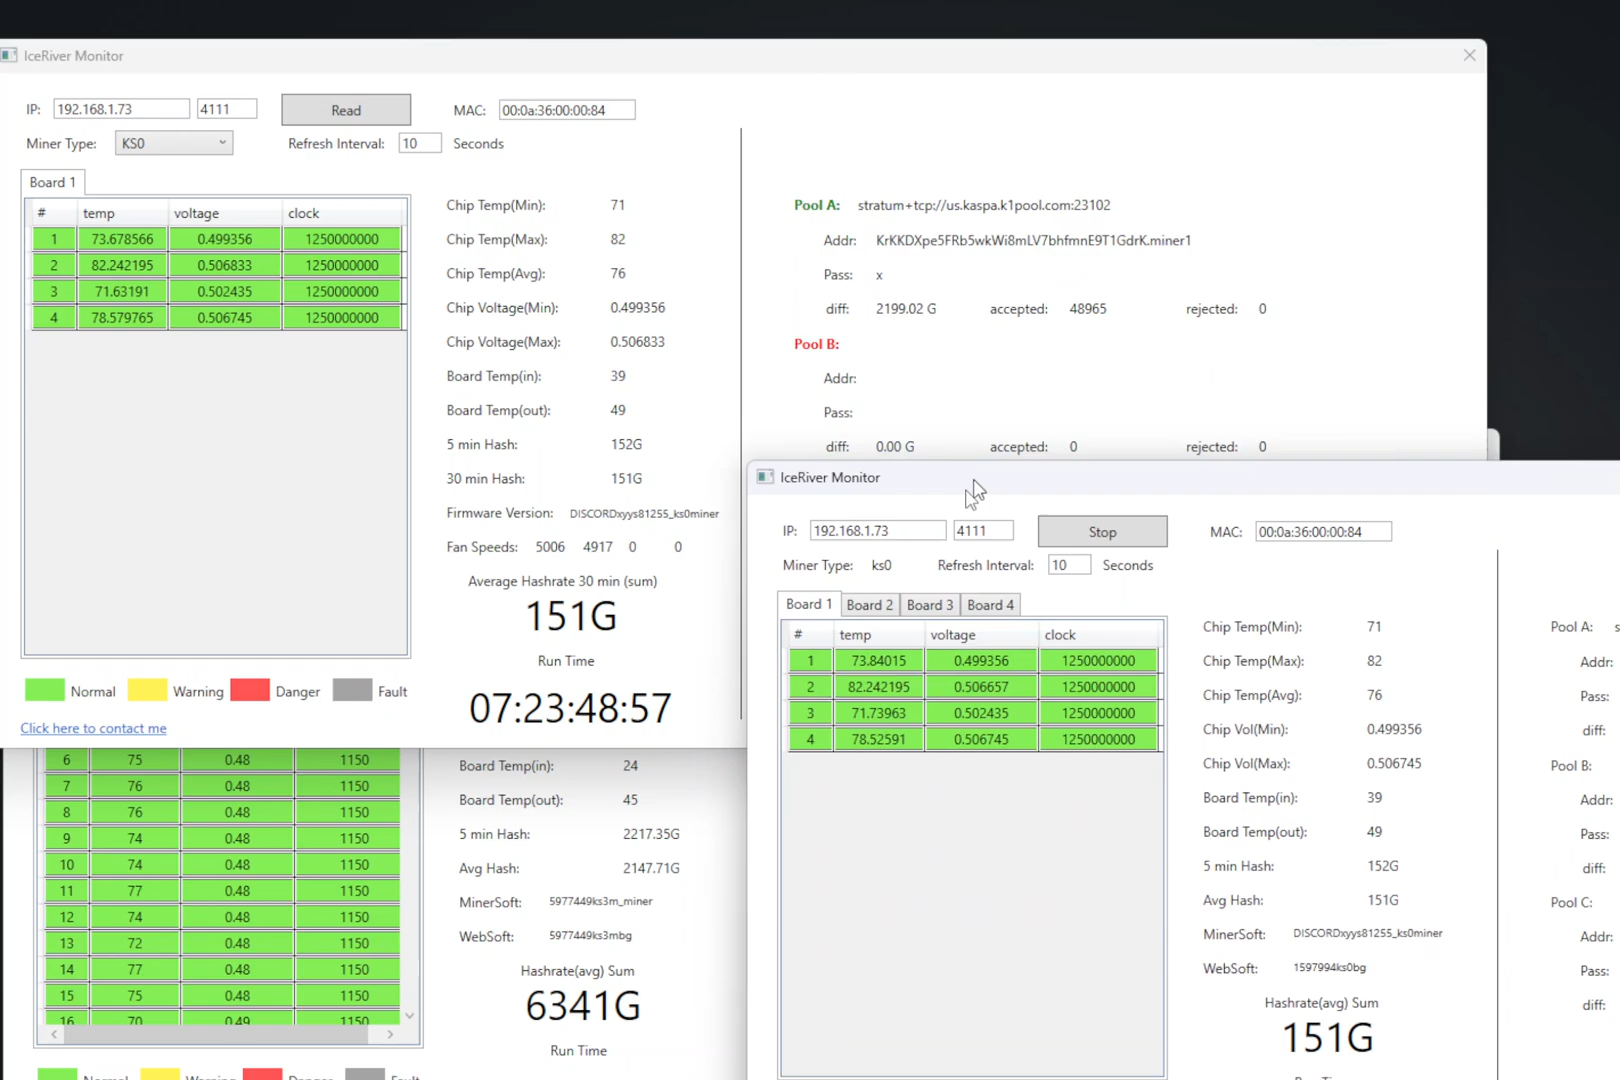 IceRiver Monitor
IP: 192.168.1.73 4111 Read MAC: 00:0a:36:00:00:84
Miner Type: KS0 Refresh Interval: 10 Seconds
Board 1
# temp voltage clock
1 73.678566 0.499356 1250000000
2 82.242195 0.506833 1250000000
3 71.63191 0.502435 1250000000
4 78.579765 0.506745 1250000000
Normal Warning Danger Fault
Click here to contact me
Chip Temp(Min): 71
Chip Temp(Max): 82
Chip Temp(Avg): 76
Chip Voltage(Min): 0.499356
Chip Voltage(Max): 0.506833
Board Temp(in): 39
Board Temp(out): 49
5 min Hash: 152G
30 min Hash: 151G
Firmware Version: DISCORDxyys81255_ks0miner
Fan Speeds: 5006 4917 0 0
Average Hashrate 30 min (sum)
151G
Run Time
07:23:48:57
Pool A: stratum+tcp://us.kaspa.k1pool.com:23102
Addr: KrKKDXpe5FRb5wkWi8mLV7bhfmnE9T1GdrK.miner1
Pass: x
diff: 2199.02 G accepted: 48965 rejected: 0
Pool B:
Addr:
Pass:
diff: 0.00 G accepted: 0 rejected: 0
IceRiver Monitor
IP: 192.168.1.73 4111 Stop MAC: 00:0a:36:00:00:84
Miner Type: ks0 Refresh Interval: 10 Seconds
Board 1 Board 2 Board 3 Board 4
# temp voltage clock
1 73.84015 0.499356 1250000000
2 82.242195 0.506657 1250000000
3 71.73963 0.502435 1250000000
4 78.52591 0.506745 1250000000
Chip Temp(Min): 71
Chip Temp(Max): 82
Chip Temp(Avg): 76
Chip Vol(Min): 0.499356
Chip Vol(Max): 0.506745
Board Temp(in): 39
Board Temp(out): 49
5 min Hash: 152G
Avg Hash: 151G
MinerSoft: DISCORDxyys81255_ks0miner
WebSoft: 1597994ks0bg
Hashrate(avg) Sum
151G
Pool A: s
Addr:
Pass:
diff:
Pool B:
Addr:
Pass:
diff:
Pool C:
Addr:
Pass:
diff:
6 75 0.48 1150
7 76 0.48 1150
8 76 0.48 1150
9 74 0.48 1150
10 74 0.48 1150
11 77 0.48 1150
12 74 0.48 1150
13 72 0.48 1150
14 77 0.48 1150
15 75 0.48 1150
16 70 0.49 1150
Board Temp(in): 24
Board Temp(out): 45
5 min Hash: 2217.35G
Avg Hash: 2147.71G
MinerSoft: 5977449ks3m_miner
WebSoft: 5977449ks3mbg
Hashrate(avg) Sum
6341G
Run Time